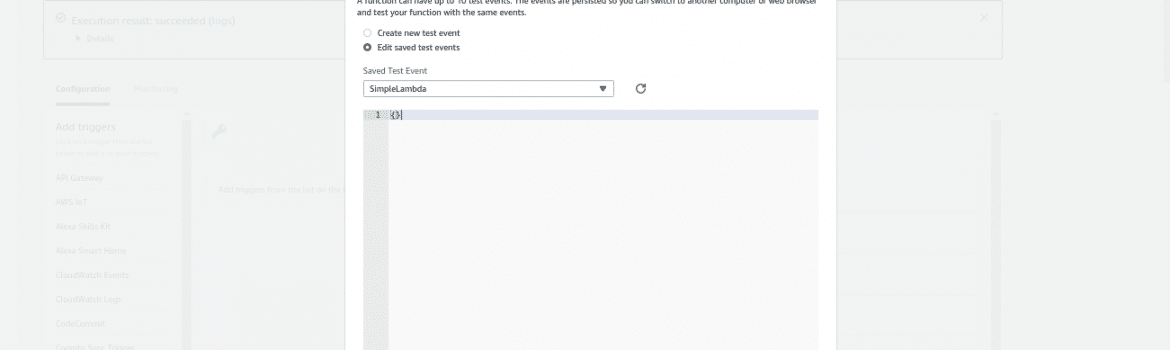 A function can have up to 10 test events. The events are persisted so you can switch to another computer or web browser
and test your function with the same events.
Create new test event
Edit saved test events
Saved Test Event
SimpleLambda
1 {}
Execution result: succeeded (logs)
Details
Configuration
Monitoring
Add triggers
Add triggers from the list on the
API Gateway
AWS IoT
Alexa Skills Kit
Alexa Smart Home
CloudWatch Events
CloudWatch Logs
CodeCommit
Cognito Sync Trigger